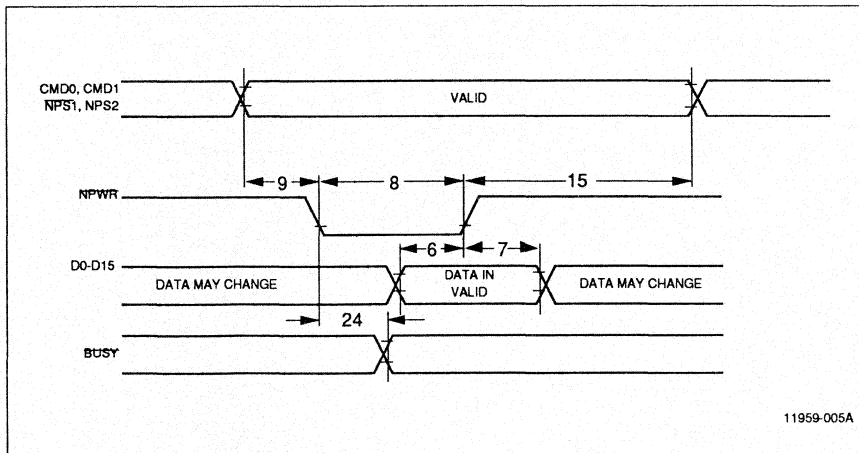 CMD0, CMD1
NPS1, NPS2
VALID
9
8
15
NPWR
6
7
D0-D15
DATA MAY CHANGE
DATA IN
VALID
DATA MAY CHANGE
24
BUSY
11959-005A